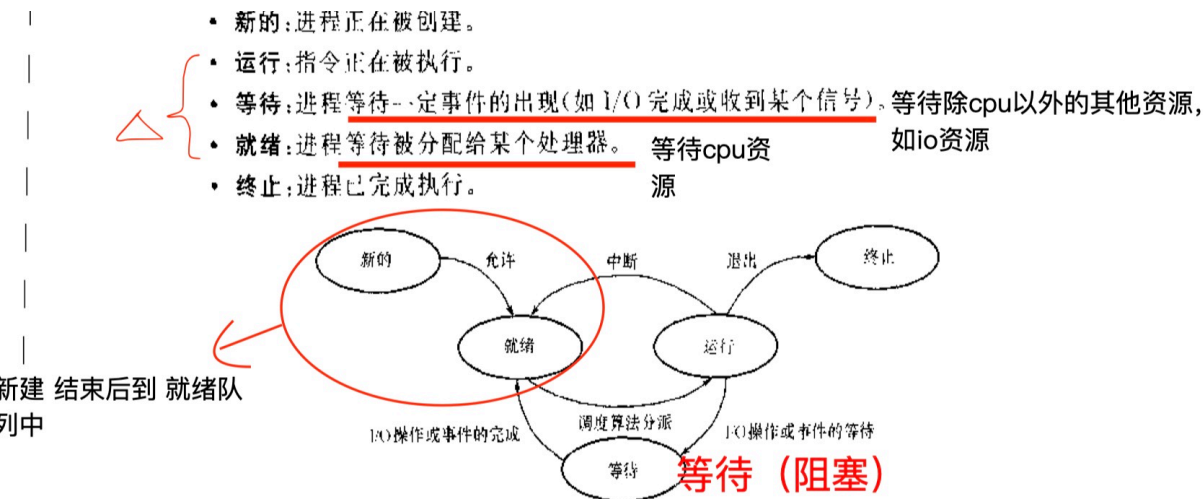 • 新的:进程正在被创建。
• 运行:指令正在被执行。
• 等待:进程等待一定事件的出现(如 I/O 完成或收到某个信号)。
等待除cpu以外的其他资源,
如io资源
• 就绪:进程等待被分配给某个处理器。
等待cpu资
源
• 终止:进程已完成执行。
新的
允许
中断
退出
终止
就绪
运行
新建 结束后到 就绪队
列中
I/O操作或事件的完成
调度算法分派
I/O操作或事件的等待
等待
等待（阻塞）